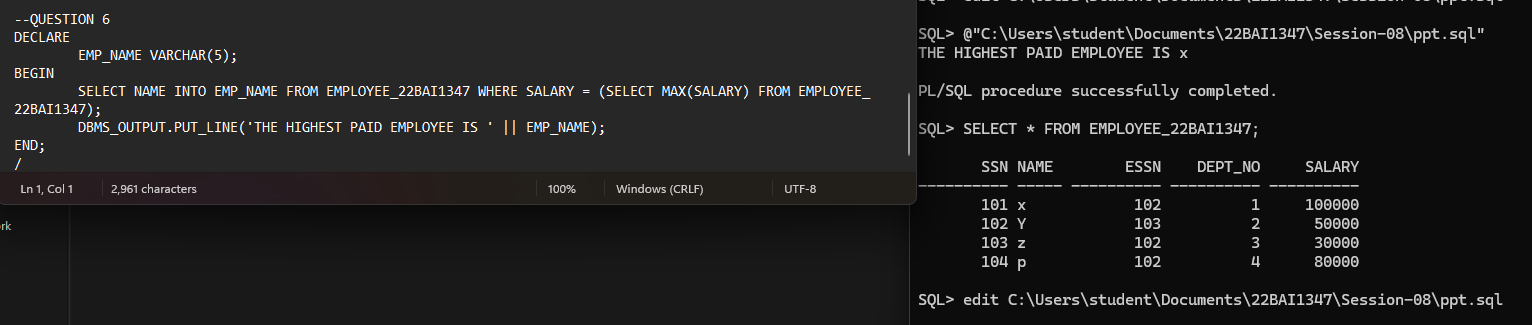 --QUESTION 6
DECLARE
EMP_NAME VARCHAR(5);
BEGIN
SELECT NAME INTO EMP_NAME FROM EMPLOYEE_22BAI1347 WHERE SALARY = (SELECT MAX(SALARY) FROM EMPLOYEE_
22BAI1347);
DBMS_OUTPUT.PUT_LINE('THE HIGHEST PAID EMPLOYEE IS ' || EMP_NAME);
END;
/
Ln 1, Col 1 2,961 characters 100% Windows (CRLF) UTF-8
rk
SQL> @"C:\Users\student\Documents\22BAI1347\Session-08\ppt.sql"
THE HIGHEST PAID EMPLOYEE IS x
PL/SQL procedure successfully completed.
SQL> SELECT * FROM EMPLOYEE_22BAI1347;
SSN NAME ESSN DEPT_NO SALARY
---------- ----- ---------- ---------- ----------
101 x 102 1 100000
102 Y 103 2 50000
103 z 102 3 30000
104 p 102 4 80000
SQL> edit C:\Users\student\Documents\22BAI1347\Session-08\ppt.sql